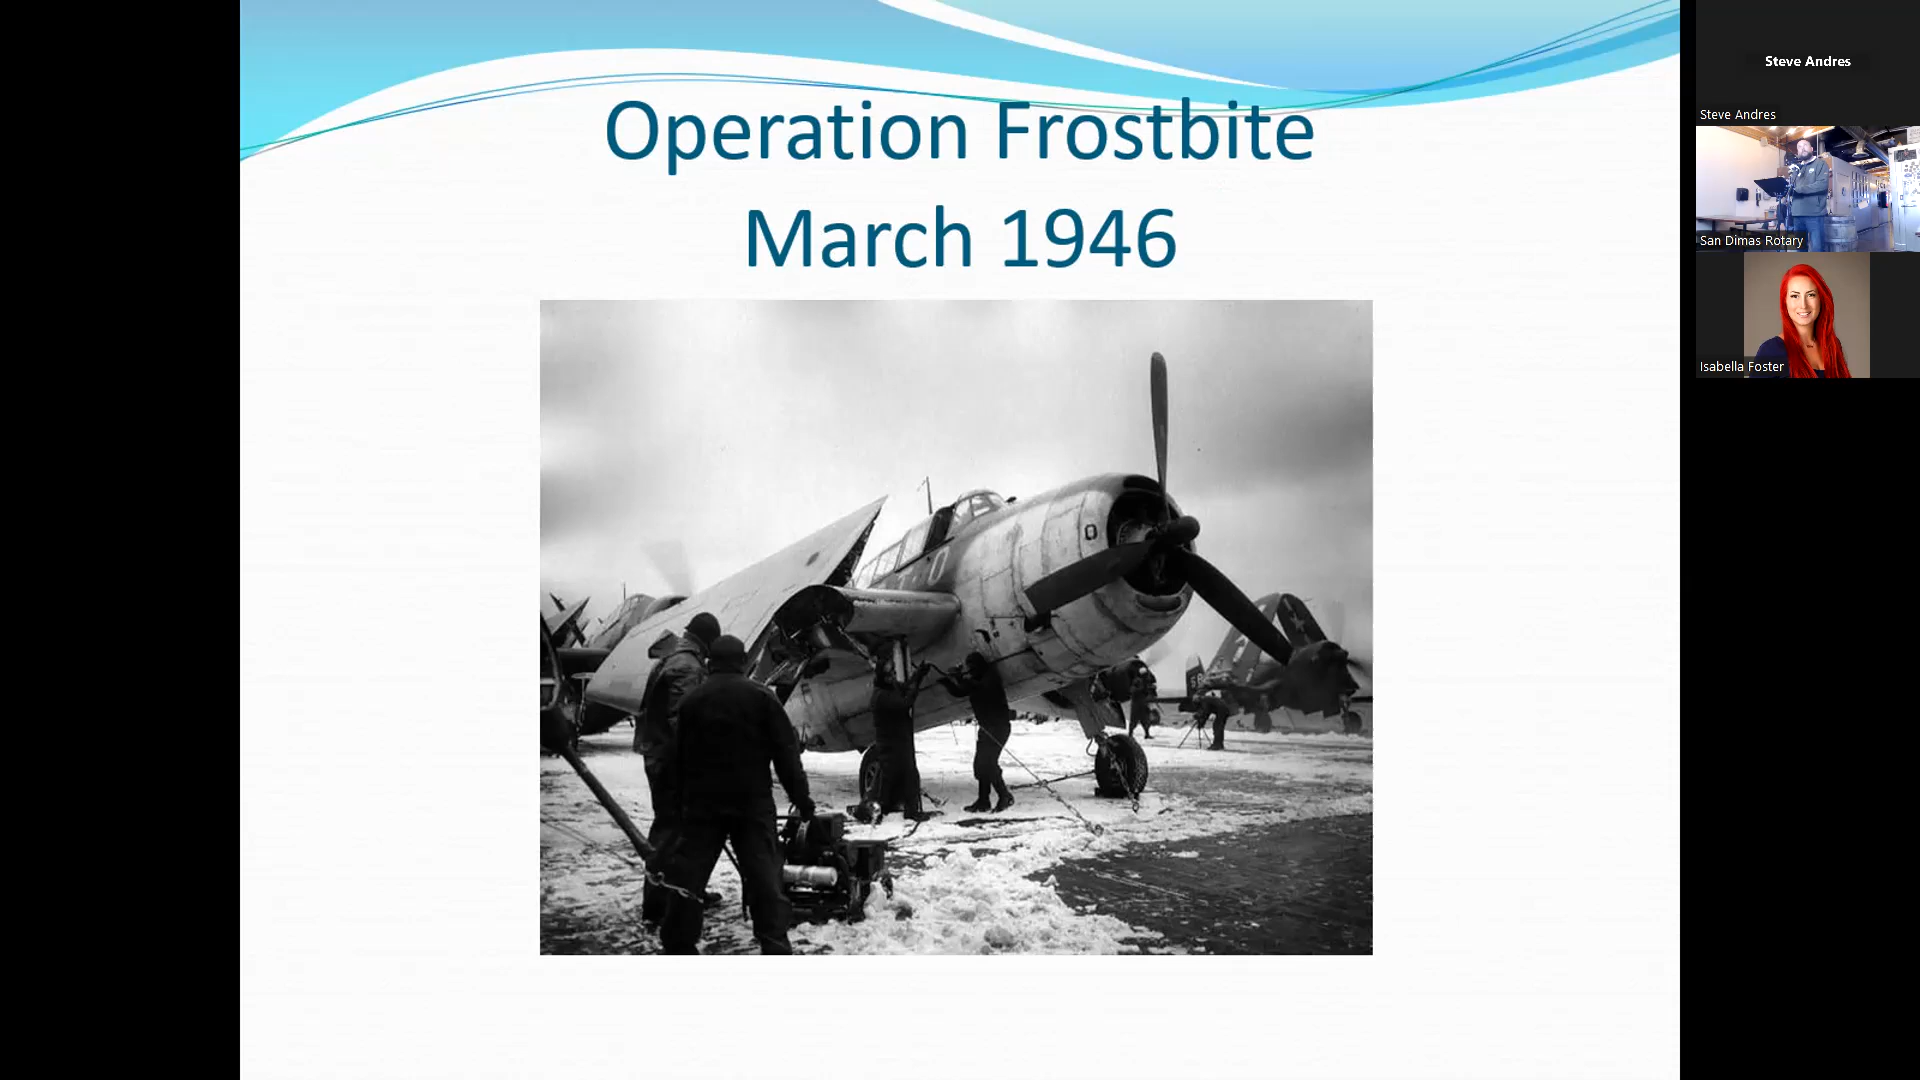 Operation Frostbite
March 1946
O
O
Steve Andres
Steve Andres
San Dimas Rotary
Isabella Foster